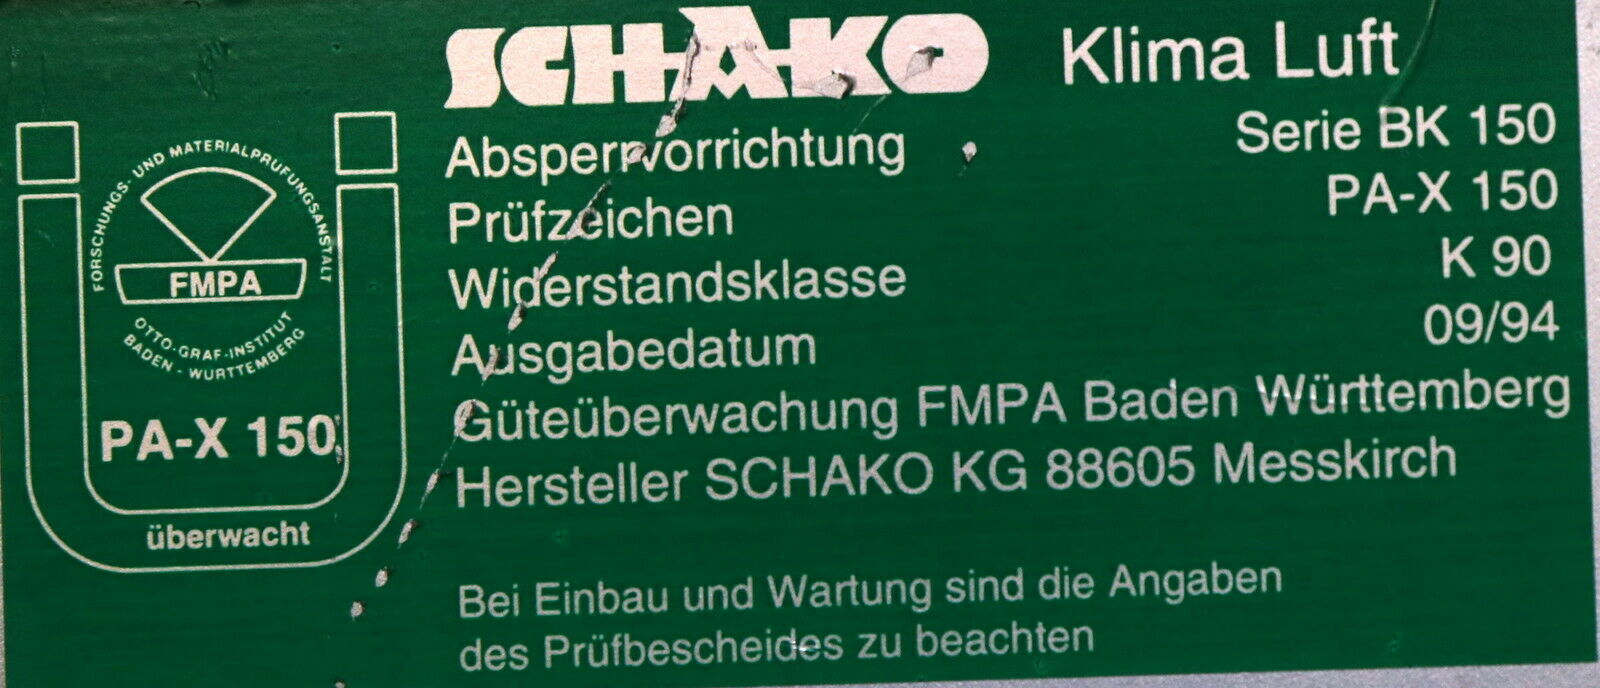 SCHAKO Klima Luft
Absperrvorrichtung Serie BK 150
Prüfzeichen PA-X 150
Widerstandsklasse K 90
Ausgabedatum 09/94
Güteüberwachung FMPA Baden Württemberg
Hersteller SCHAKO KG 88605 Messkirch
Bei Einbau und Wartung sind die Angaben
des Prüfbescheides zu beachten
FORSCHUNGS- UND MATERIALPRÜFUNGSANSTALT
FMPA
OTTO-GRAF-INSTITUT
BADEN - WURTTEMBERG
PA-X 150
überwacht